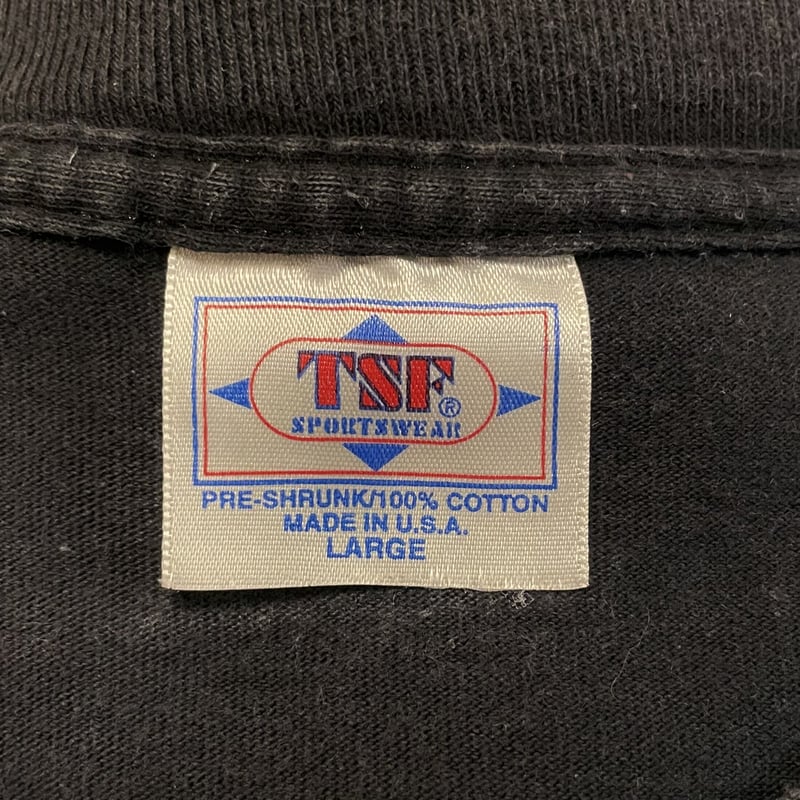 TSF®
SPORTSWEAR
PRE-SHRUNK/100% COTTON
MADE IN U.S.A.
LARGE